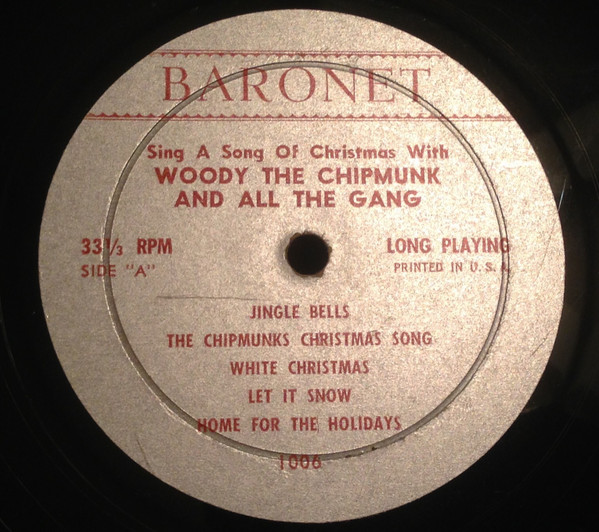 BARONET
Sing A Song Of Christmas With
WOODY THE CHIPMUNK
AND ALL THE GANG
33⅓ RPM
LONG PLAYING
SIDE "A"
PRINTED IN U. S. A.
JINGLE BELLS
THE CHIPMUNKS CHRISTMAS SONG
WHITE CHRISTMAS
LET IT SNOW
HOME FOR THE HOLIDAYS
1006